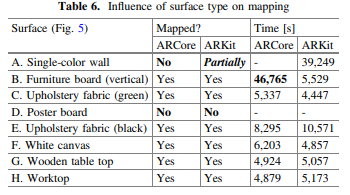 Table 6. Influence of surface type on mapping
Surface (Fig. 5) Mapped? Time [s]
ARCore ARKit ARCore ARKit
A. Single-color wall No Partially - 39,249
B. Furniture board (vertical) Yes Yes 46,765 5,529
C. Upholstery fabric (green) Yes Yes 5,337 4,447
D. Poster board No No - -
E. Upholstery fabric (black) Yes Yes 8,295 10,571
F. White canvas Yes Yes 6,203 4,857
G. Wooden table top Yes Yes 4,924 5,057
H. Worktop Yes Yes 4,879 5,173